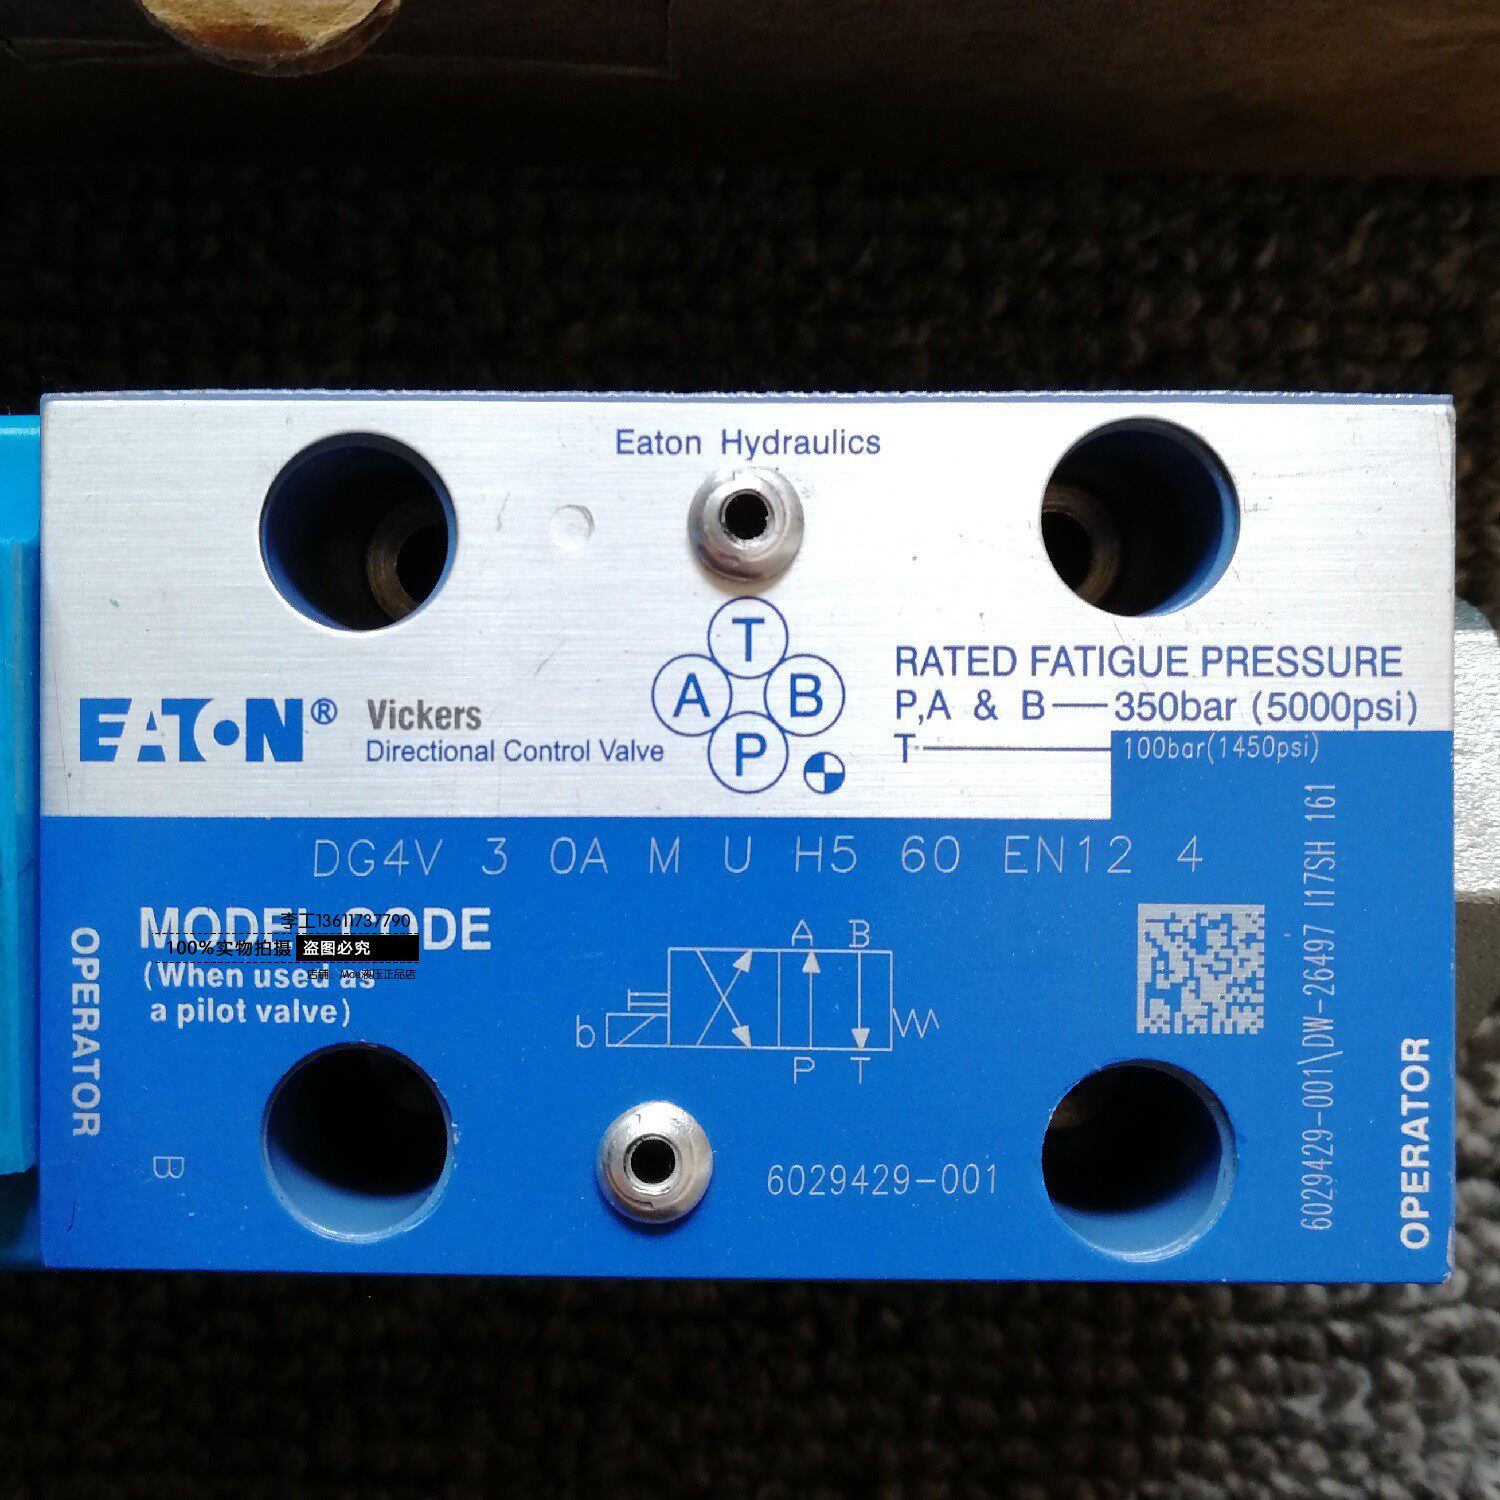 Eaton Hydraulics
T
A B
P
EATON®
Vickers
Directional Control Valve
RATED FATIGUE PRESSURE
P,A & B—350bar (5000psi)
T—100bar(1450psi)
DG4V 3 0A M U H5 60 EN12 4
李工13611737790
100%实物拍摄 盗图必究
(When used as
a pilot valve)
OPERATOR
B
A B
b
P T
6029429-001
6029429-001\DW-26497 I17SH 161
OPERATOR